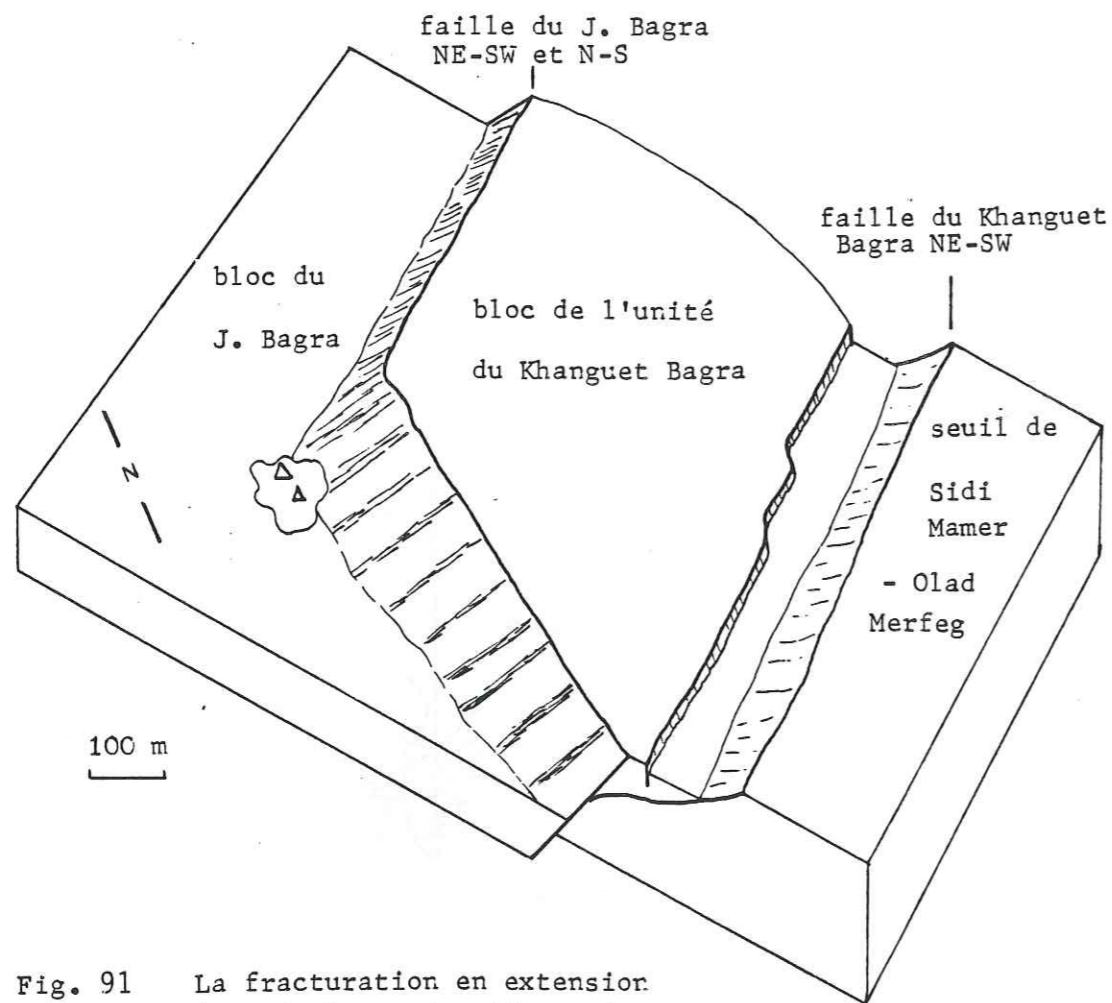 faille du J. Bagra
NE-SW et N-S
faille du Khanguet
Bagra NE-SW
bloc du
J. Bagra
bloc de l'unité
du Khanguet Bagra
seuil de
Sidi
Mamer
- Olad
Merfeg
N
100 m
Fig. 91 La fracturation en extension